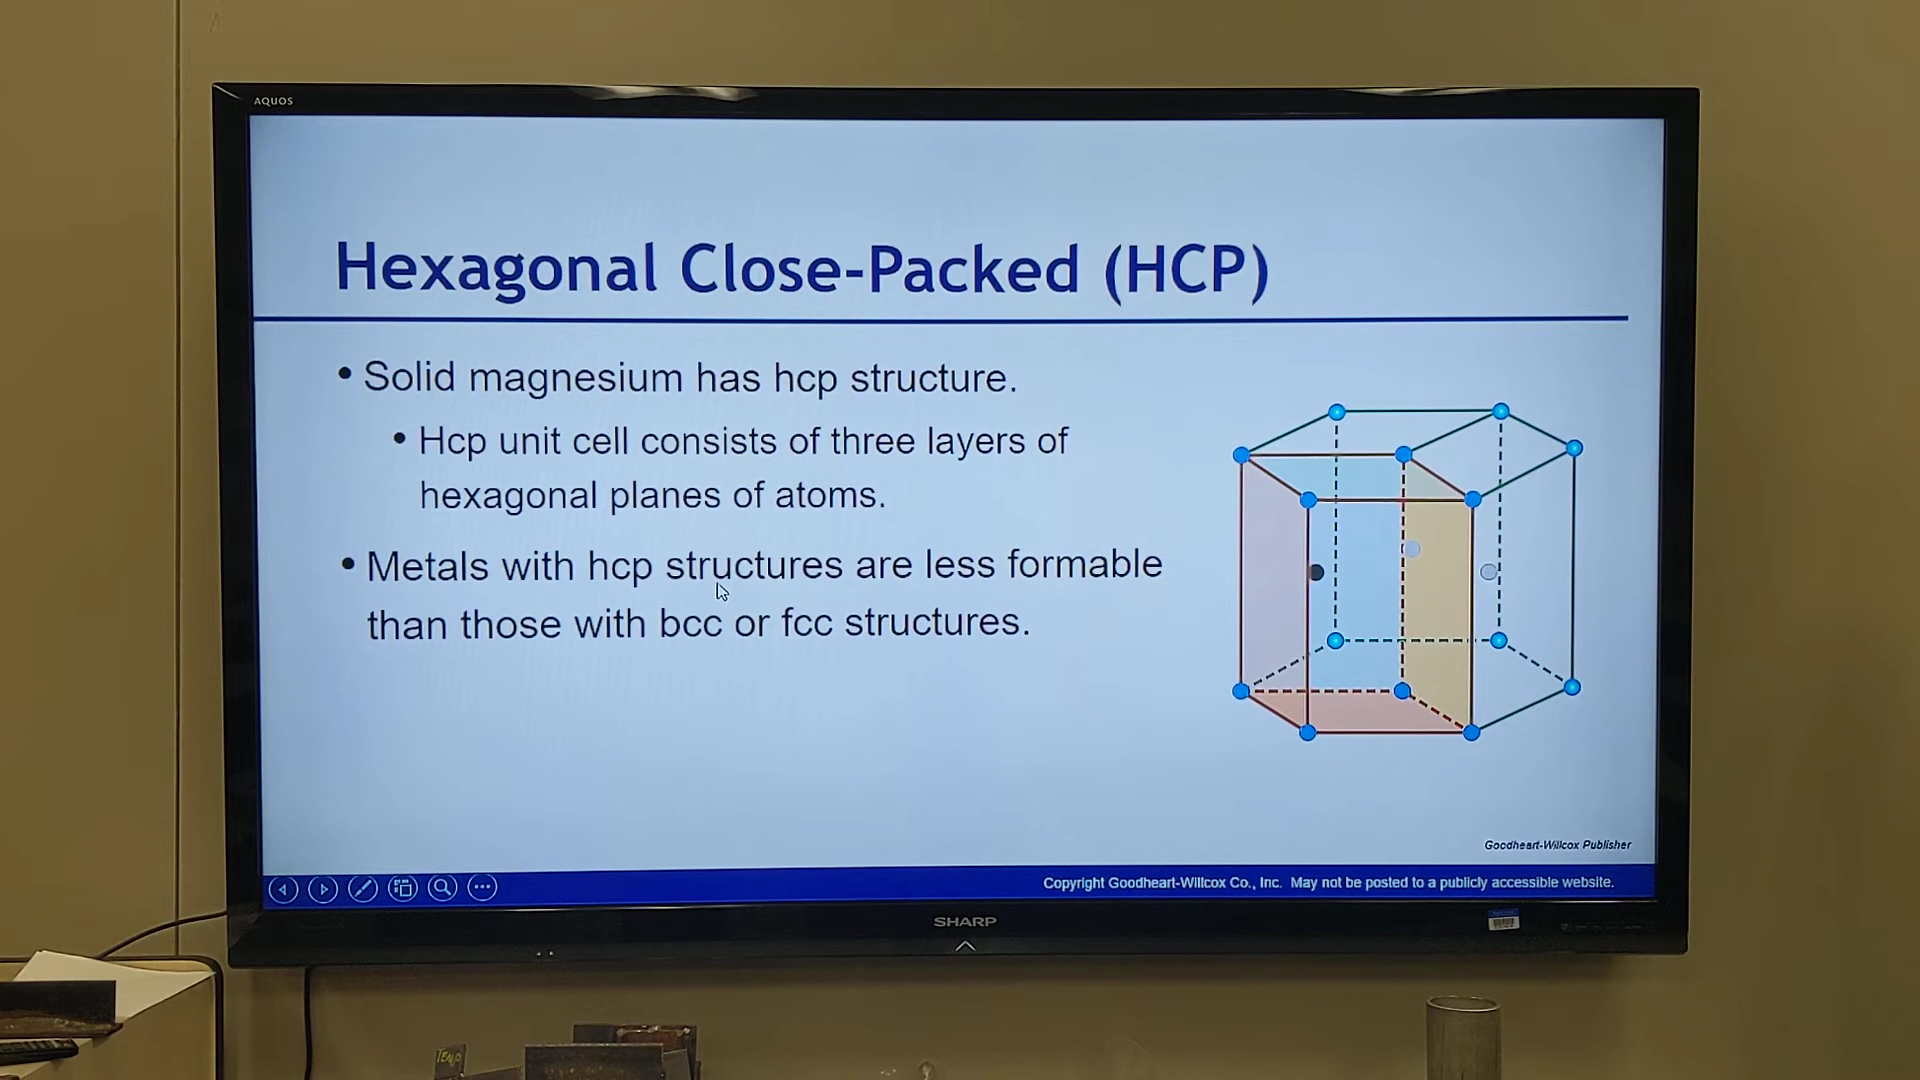 AQUOS
Hexagonal Close-Packed (HCP)
• Solid magnesium has hcp structure.
• Hcp unit cell consists of three layers of
hexagonal planes of atoms.
• Metals with hcp structures are less formable
than those with bcc or fcc structures.
Goodheart-Willcox Publisher
Copyright Goodheart-Willcox Co., Inc. May not be posted to a publicly accessible website.
SHARP